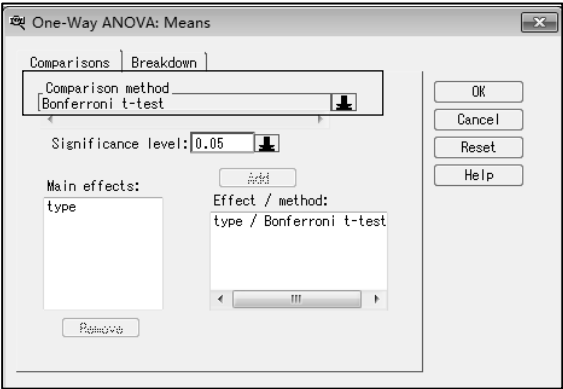 One-Way ANOVA: Means
Comparisons
Breakdown
Comparison method
Bonferroni t-test
Significance level: 0.05
Add
Main effects:
type
Effect / method:
type / Bonferroni t-test
Remove
OK
Cancel
Reset
Help